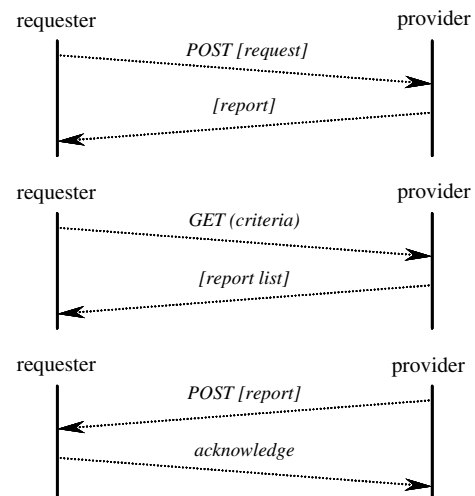 requester provider
POST [request]
[report]
requester provider
GET (criteria)
[report list]
requester provider
POST [report]
acknowledge